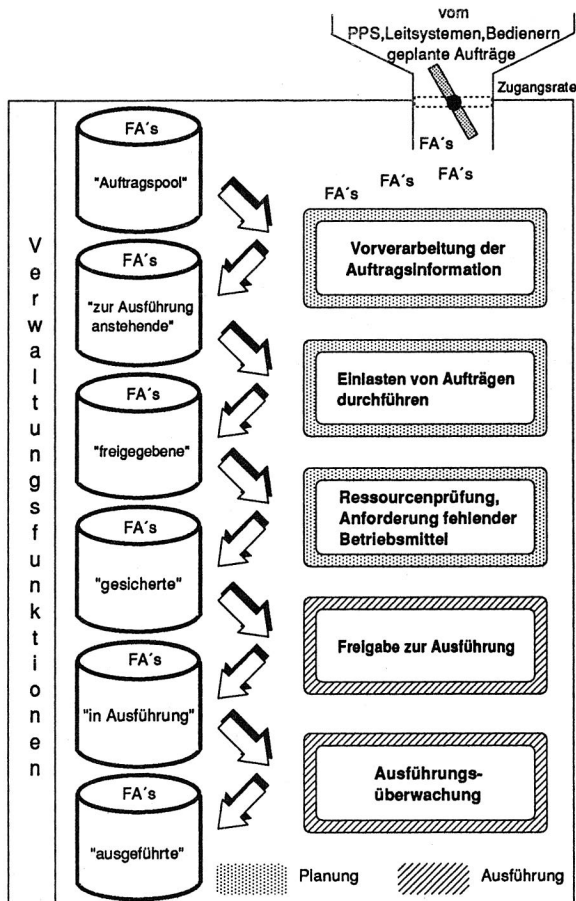 vom
PPS,Leitsystemen,Bedienern
geplante Aufträge
Zugangsrate
FA´s
FA´s
FA´s
FA´s
Verwaltungsfunktionen
FA´s
"Auftragspool"
FA´s
"zur Ausführung
anstehende"
FA´s
"freigegebene"
FA´s
"gesicherte"
FA´s
"in Ausführung"
FA´s
"ausgeführte"
Vorverarbeitung der
Auftragsinformation
Einlasten von Aufträgen
durchführen
Ressourcenprüfung,
Anforderung fehlender
Betriebsmittel
Freigabe zur Ausführung
Ausführungs-
überwachung
Planung
Ausführung